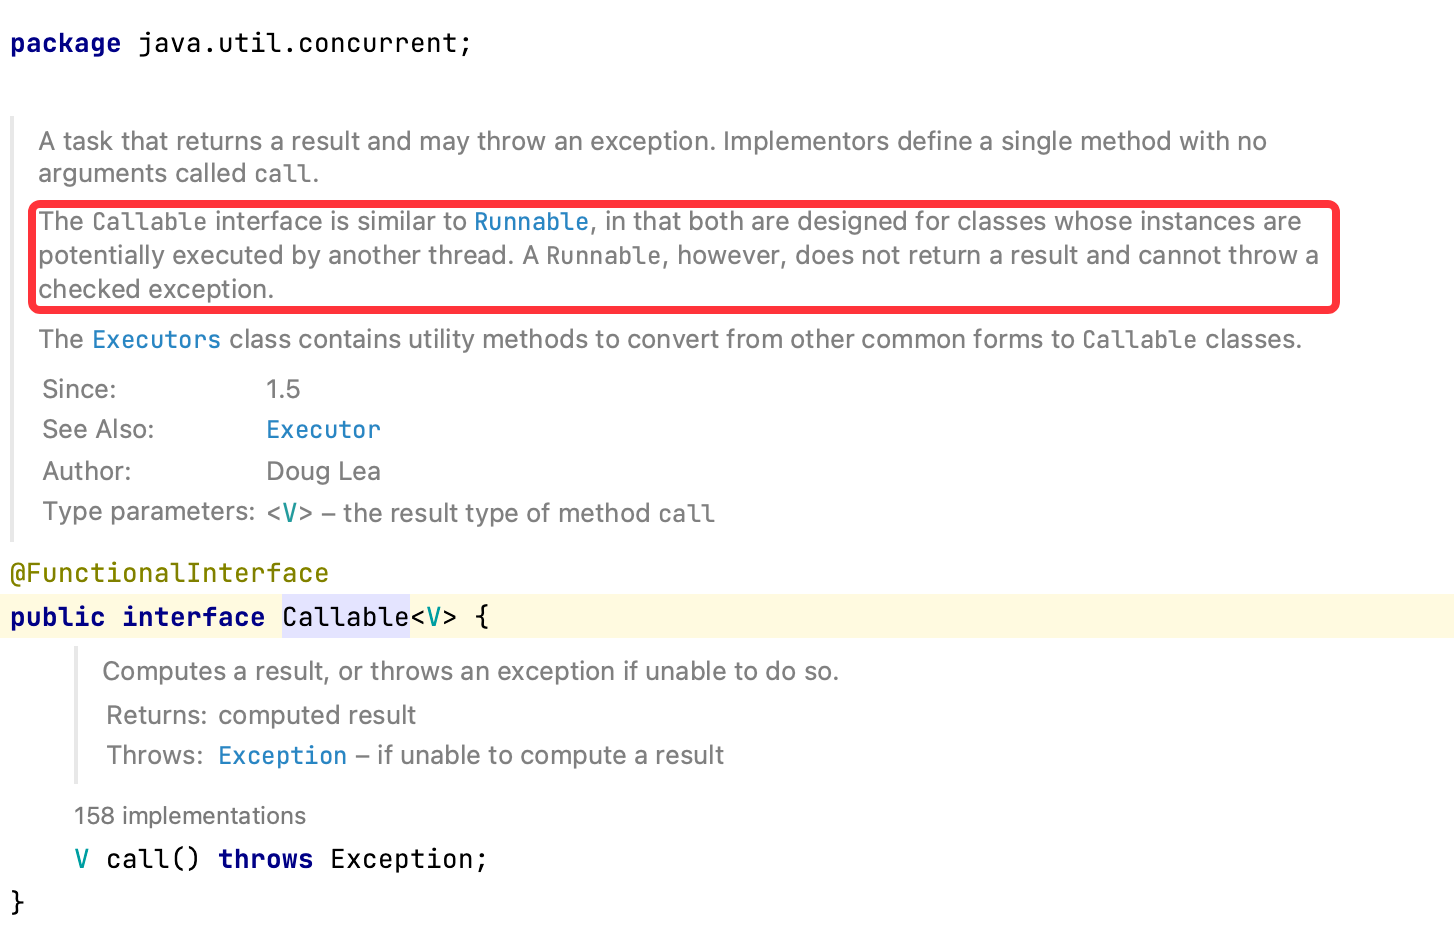 package java.util.concurrent;
A task that returns a result and may throw an exception. Implementors define a single method with no
arguments called call.
The Callable interface is similar to Runnable, in that both are designed for classes whose instances are
potentially executed by another thread. A Runnable, however, does not return a result and cannot throw a
checked exception.
The Executors class contains utility methods to convert from other common forms to Callable classes.
Since: 1.5
See Also: Executor
Author: Doug Lea
Type parameters: <V> – the result type of method call
@FunctionalInterface
public interface Callable<V> {
Computes a result, or throws an exception if unable to do so.
Returns: computed result
Throws: Exception – if unable to compute a result
158 implementations
V call() throws Exception;
}